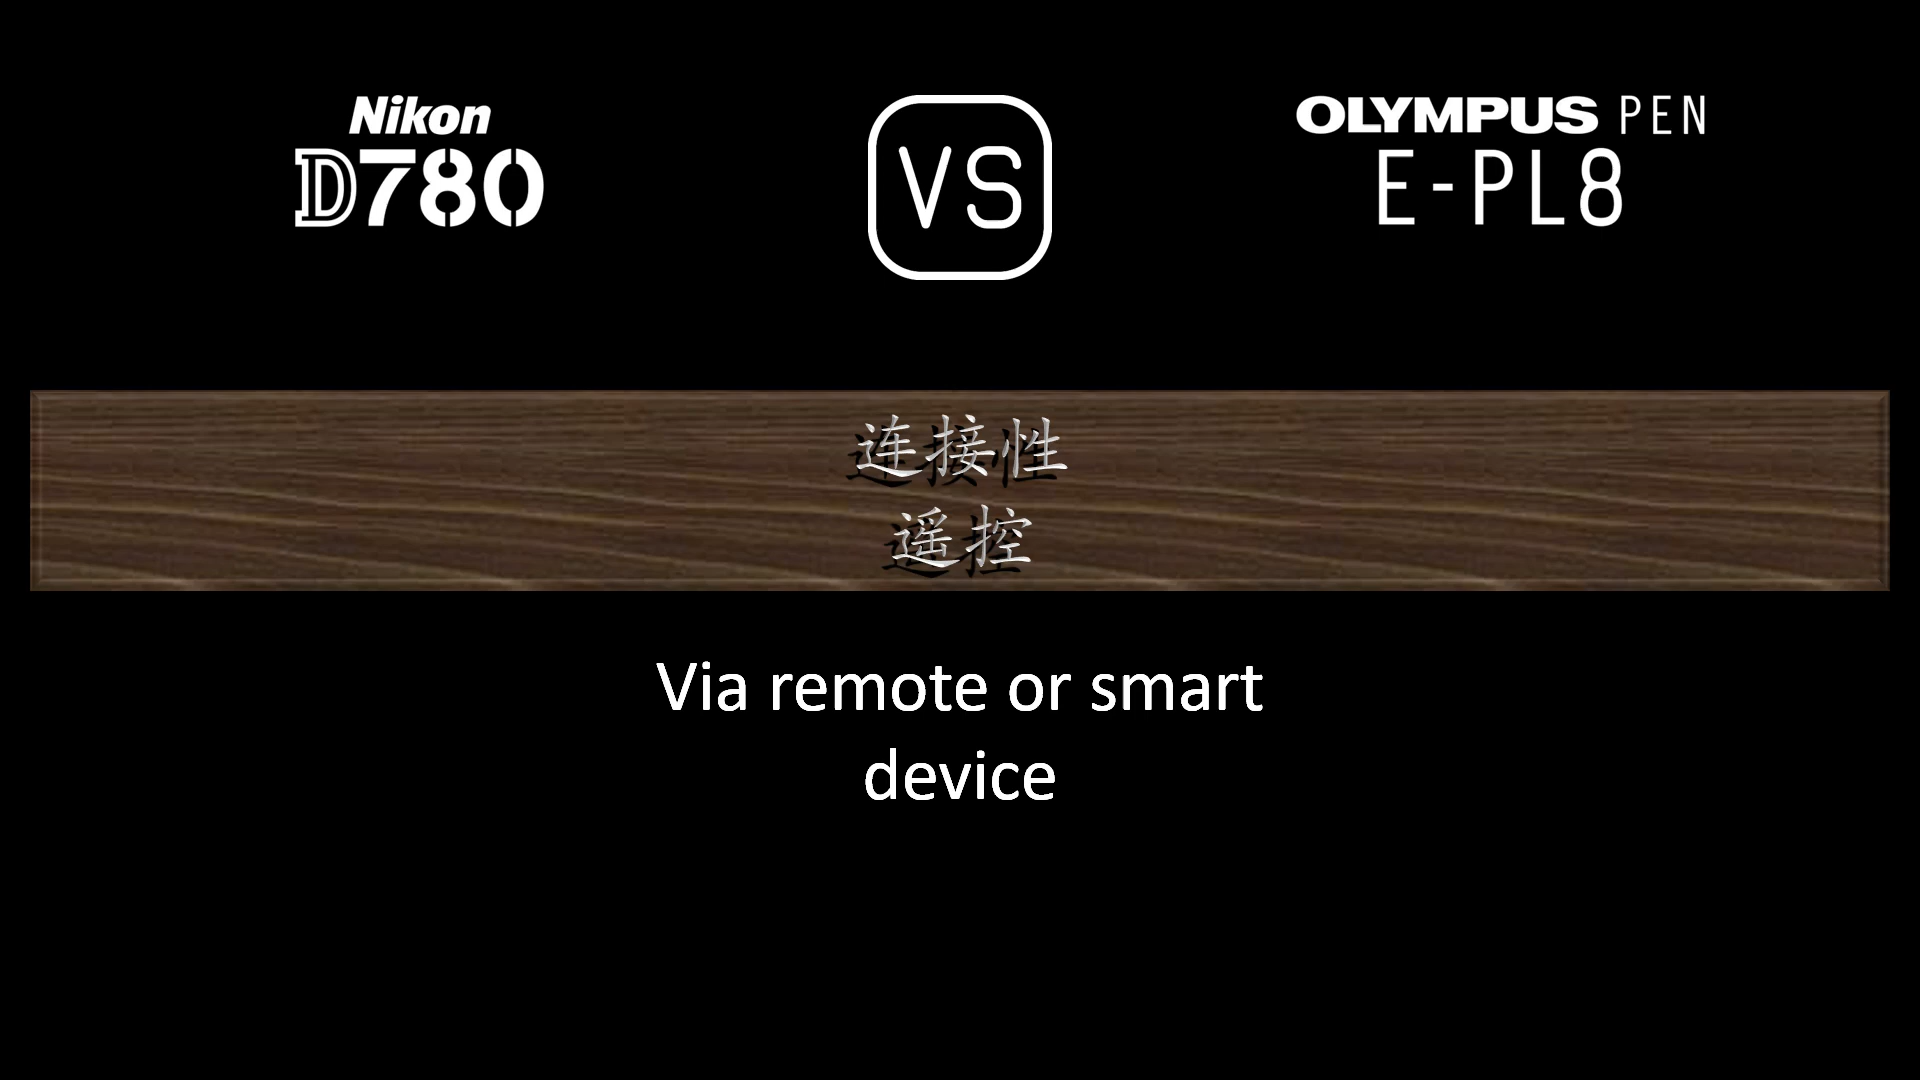 Nikon
D780
VS
OLYMPUS PEN
E-PL8
连接性
遥控
Via remote or smart
device